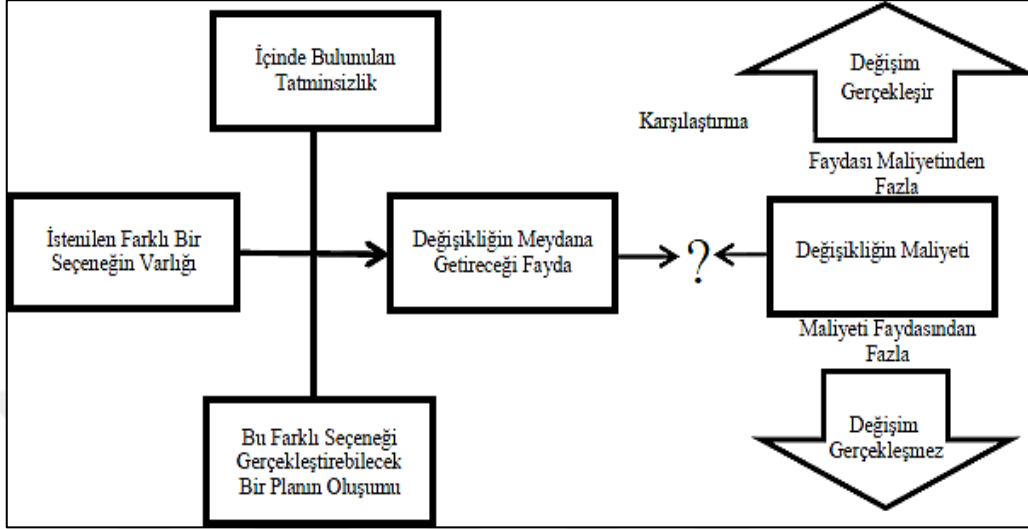 İçinde Bulunulan
Tatminsizlik
İstenilen Farklı Bir
Seçeneğin Varlığı
Bu Farklı Seçeneği
Gerçekleştirebilecek
Bir Planın Oluşumu
Değişikliğin Meydana
Getireceği Fayda
?
Karşılaştırma
Değişim
Gerçekleşir
Faydası Maliyetinden
Fazla
Değişikliğin Maliyeti
Maliyeti Faydasından
Fazla
Değişim
Gerçekleşmez